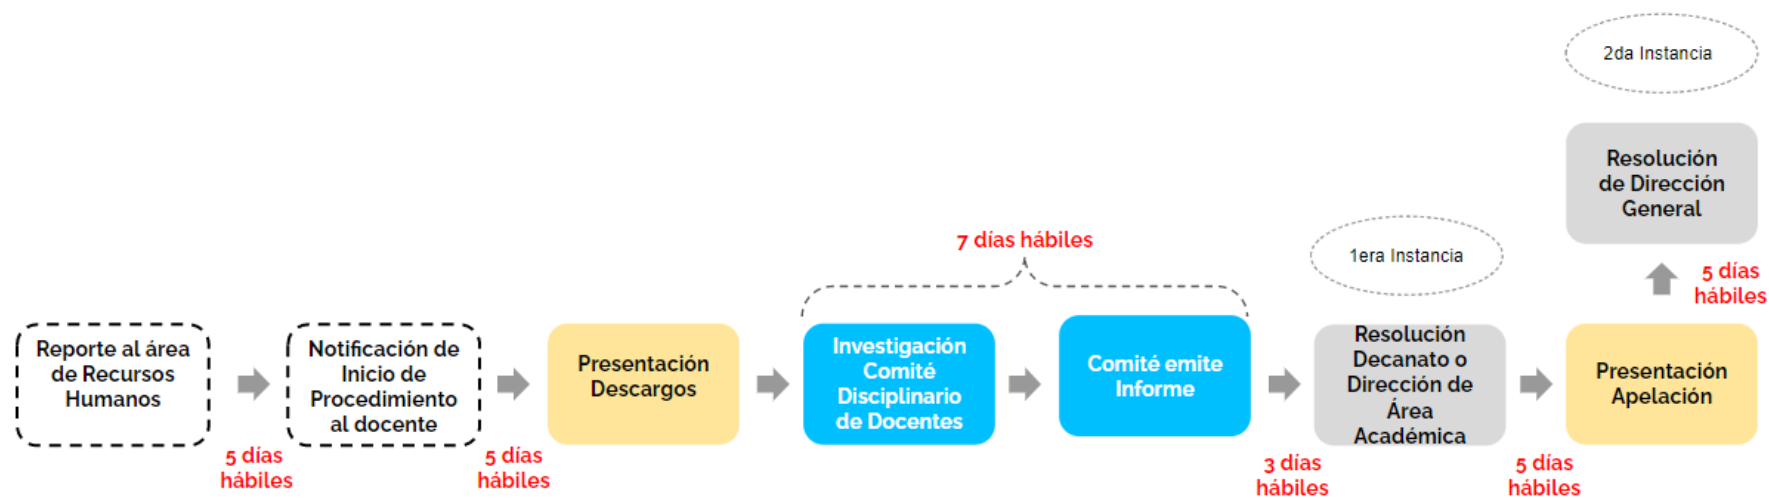 2da Instancia
Resolución
de Dirección
General
5 días
hábiles
7 días hábiles
1era Instancia
Reporte al área
de Recursos
Humanos
5 días
hábiles
Notificación de
Inicio de
Procedimiento
al docente
5 días
hábiles
Presentación
Descargos
Investigación
Comité
Disciplinario
de Docentes
Comité emite
Informe
3 días
hábiles
Resolución
Decanato o
Dirección de
Área
Académica
5 días
hábiles
Presentación
Apelación